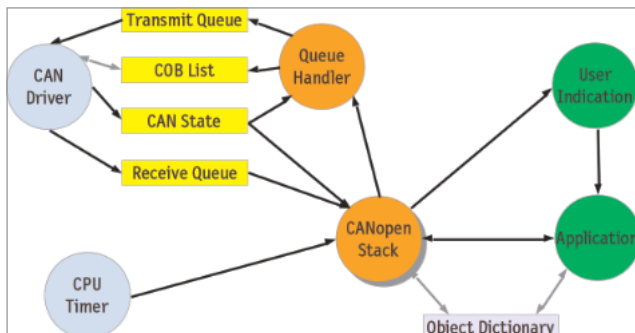 Transmit Queue
COB List
CAN State
Receive Queue
CAN
Driver
CPU
Timer
Queue
Handler
CANopen
Stack
User
Indication
Application
Object Dictionary